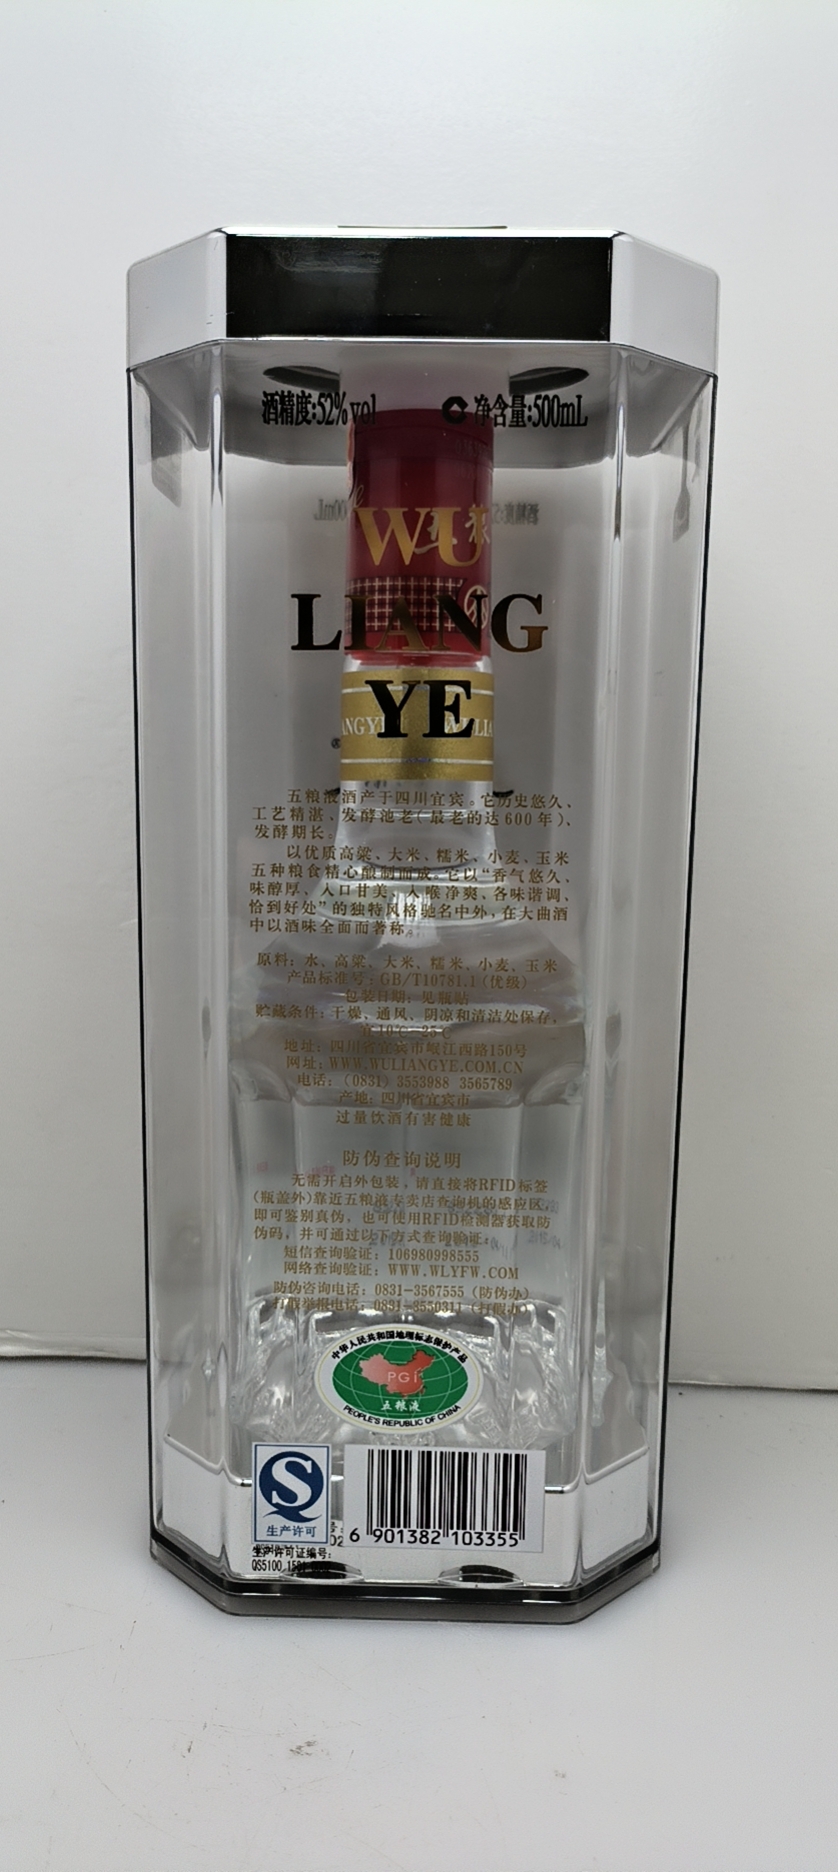 酒精度:52%vol
净含量:500mL
WU
LIANG
YE
五粮液酒产于四川宜宾。它历史悠久、
工艺精湛、发酵池老(最老的达600年)、
发酵期长。
以优质高粱、大米、糯米、小麦、玉米
五种粮食精心酿制而成。它以“香气悠久、
味醇厚、入口甘美、入喉净爽、各味谐调、
恰到好处”的独特风格驰名中外,在大曲酒
中以酒味全面而著称。
原料: 水、高粱、大米、糯米、小麦、玉米
产品标准号: GB/T10781.1(优级)
包装日期: 见瓶贴
贮藏条件: 干燥、通风、阴凉和清洁处保存,
宜10℃-25℃
地址: 四川省宜宾市岷江西路150号
网址: WWW.WULIANGYE.COM.CN
电话: (0831) 3553988 3565789
产地: 四川省宜宾市
过量饮酒有害健康
防伪查询说明
无需开启外包装,请直接将RFID标签
(瓶盖外)靠近五粮液专卖店查询机的感应区,
即可鉴别真伪,也可使用RFID检测器获取防
伪码,并可通过以下方式查询验证:
短信查询验证: 106980998555
网络查询验证: WWW.WLYFW.COM
防伪咨询电话: 0831-3567555 (防伪办)
打假举报电话: 0831-3550311 (打假办)
中华人民共和国地理标志保护产品
PGI
五粮液
PEOPLE'S REPUBLIC OF CHINA
生产许可
6 901382 103355
生产许可证编号:
QS5100